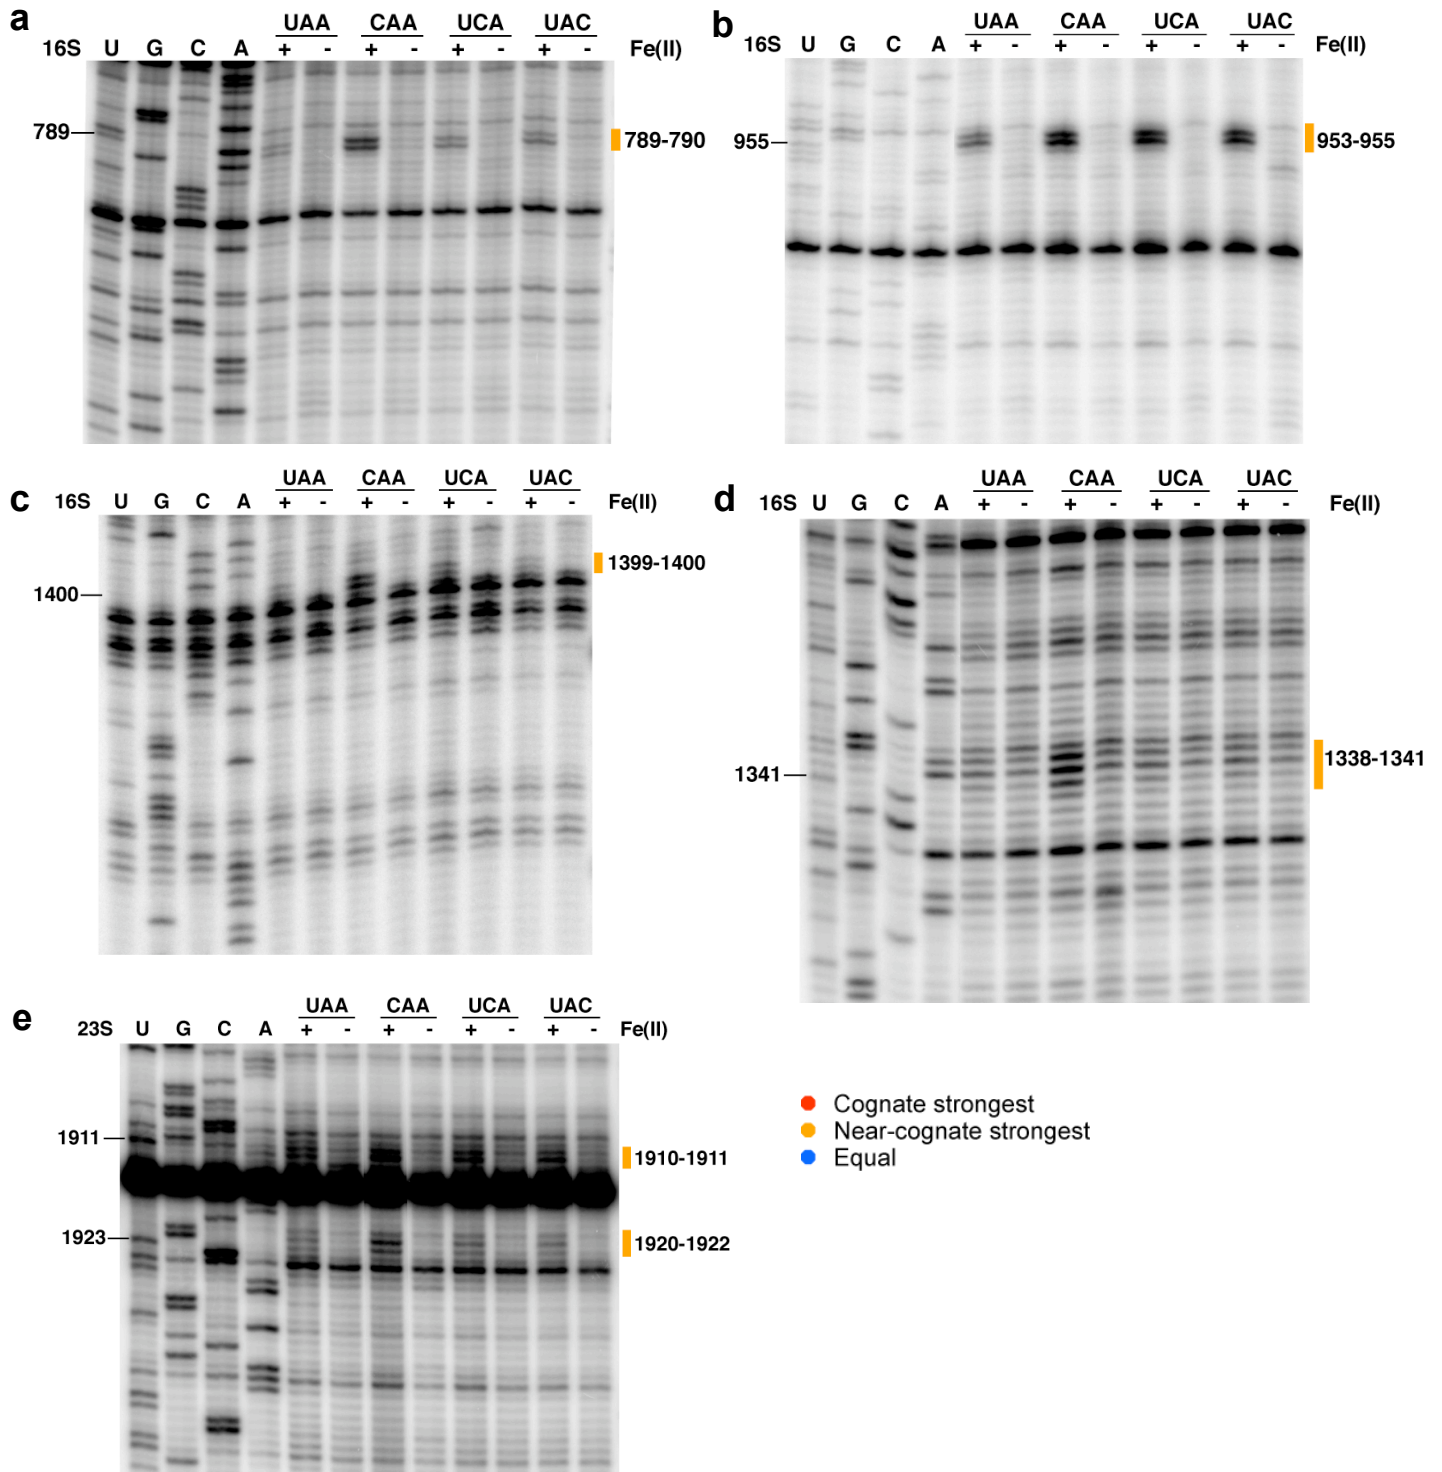 a
UAA CAA UCA UAC
16S U G C A + - + - + - + - Fe(II)
789
789-790
b
UAA CAA UCA UAC
16S U G C A + - + - + - + - Fe(II)
955
953-955
c
UAA CAA UCA UAC
16S U G C A + - + - + - + - Fe(II)
1399-1400
1400
d
UAA CAA UCA UAC
16S U G C A + - + - + - + - Fe(II)
1338-1341
1341
e
UAA CAA UCA UAC
23S U G C A + - + - + - + - Fe(II)
1911
1910-1911
1923
1920-1922
Cognate strongest
Near-cognate strongest
Equal